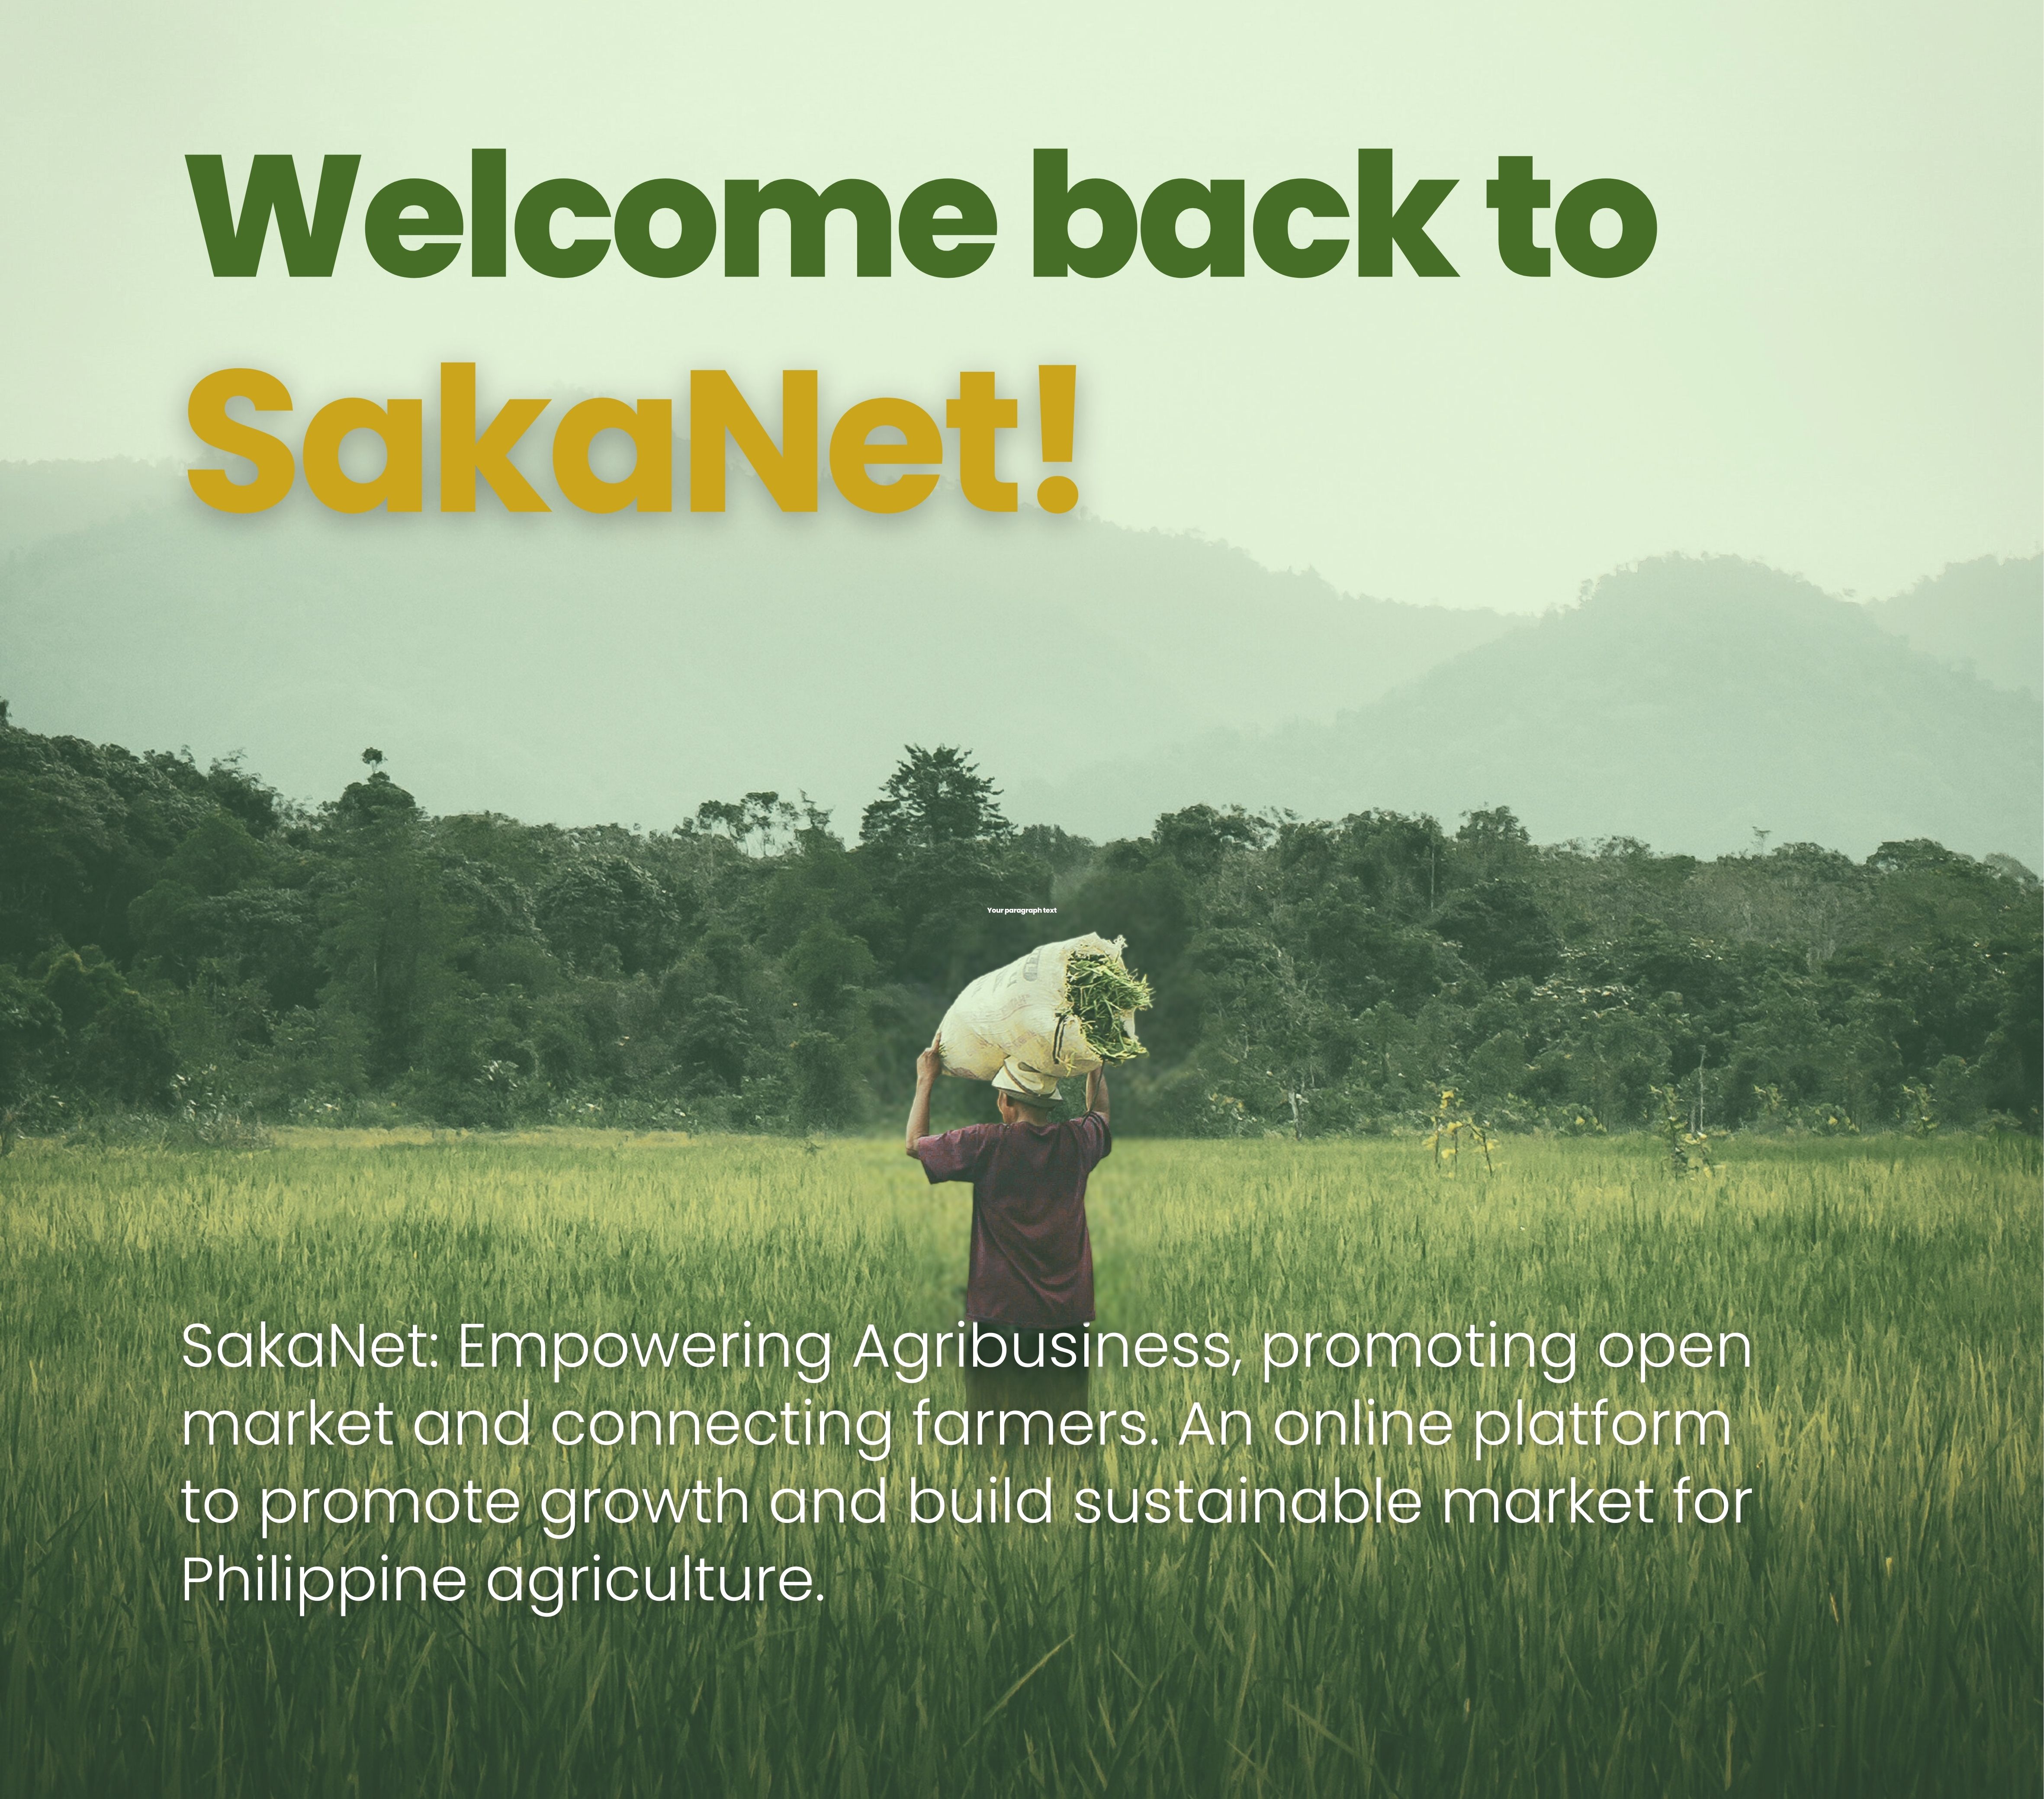 Welcome back to
SakaNet!
Your paragraph text
SakaNet: Empowering Agribusiness, promoting open
market and connecting farmers. An online platform
to promote growth and build sustainable market for
Philippine agriculture.